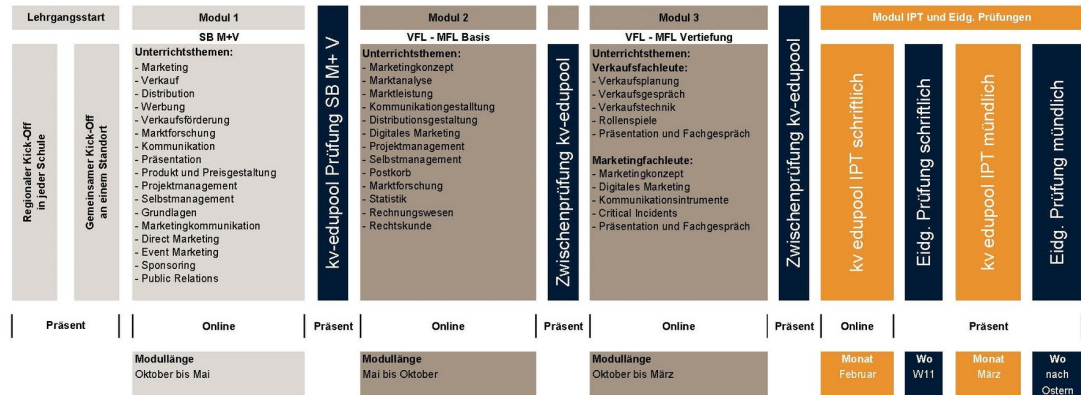 Lehrgangsstart
Regionaler Kick-Off
in jeder Schule
Gemeinsamer Kick-Off
an einem Standort
Präsent
Modul 1
SB M+V
Unterrichtsthemen:
- Marketing
- Verkauf
- Distribution
- Werbung
- Verkaufsförderung
- Marktforschung
- Kommunikation
- Präsentation
- Produkt und Preisgestaltung
- Projektmanagement
- Selbstmanagement
- Grundlagen
- Marketingkommunikation
- Direct Marketing
- Event Marketing
- Sponsoring
- Public Relations
Online
Modullänge
Oktober bis Mai
kv-edupool Prüfung SB M+ V
Präsent
Modul 2
VFL - MFL Basis
Unterrichtsthemen:
- Marketingkonzept
- Marktanalyse
- Marktleistung
- Kommunikationgestalltung
- Distributionsgestaltung
- Digitales Marketing
- Projektmanagement
- Selbstmanagement
- Postkorb
- Marktforschung
- Statistik
- Rechnungswesen
- Rechtskunde
Online
Modullänge
Mai bis Oktober
Zwischenprüfung kv-edupool
Präsent
Modul 3
VFL - MFL Vertiefung
Unterrichtsthemen:
Verkaufsfachleute:
- Verkaufsplanung
- Verkaufsgespräch
- Verkaufstechnik
- Rollenspiele
- Präsentation und Fachgespräch
Marketingfachleute:
- Marketingkonzept
- Digitales Marketing
- Kommunikationsintrumente
- Critical Incidents
- Präsentation und Fachgespräch
Online
Modullänge
Oktober bis März
Zwischenprüfung kv-edupool
Präsent
Modul IPT und Eidg. Prüfungen
kv edupool IPT schriftlich
Eidg. Prüfung schriftlich
kv edupool IPT mündlich
Eidg. Prüfung mündlich
Online
Präsent
Monat
Februar
Wo
W11
Monat
März
Wo
nach
Ostern